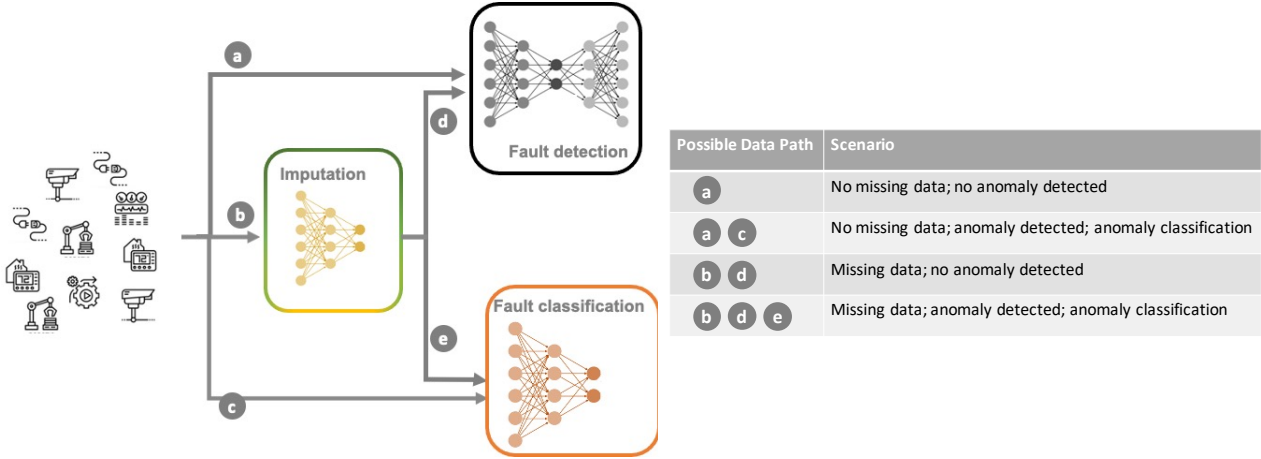 a
d
Fault detection
Imputation
b
Fault classification
e
c
Possible Data Path Scenario
a No missing data; no anomaly detected
a c No missing data; anomaly detected; anomaly classification
b d Missing data; no anomaly detected
b d e Missing data; anomaly detected; anomaly classification